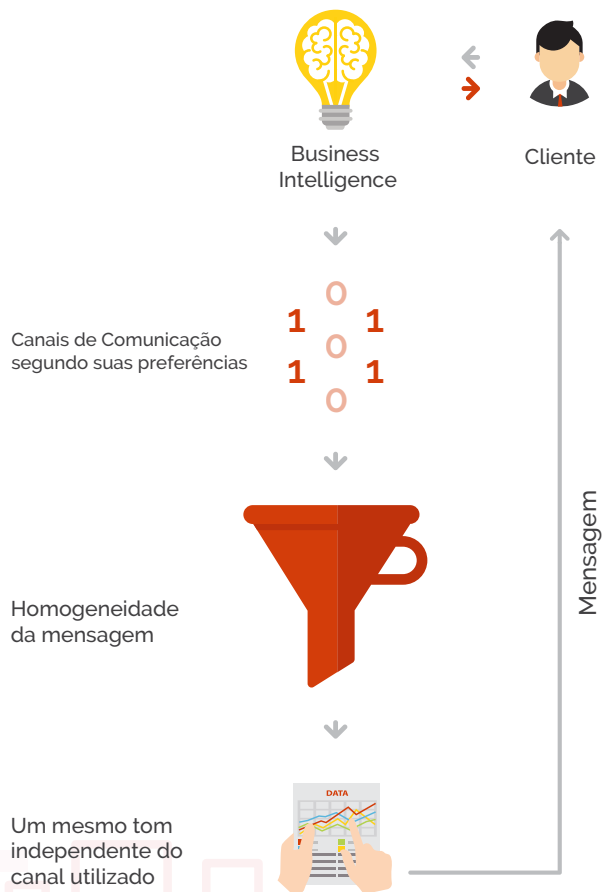 Business
Intelligence
Cliente
Canais de Comunicação
segundo suas preferências
0
1 1
0
1 1
0
Homogeneidade
da mensagem
Mensagem
DATA
Um mesmo tom
independente do
canal utilizado